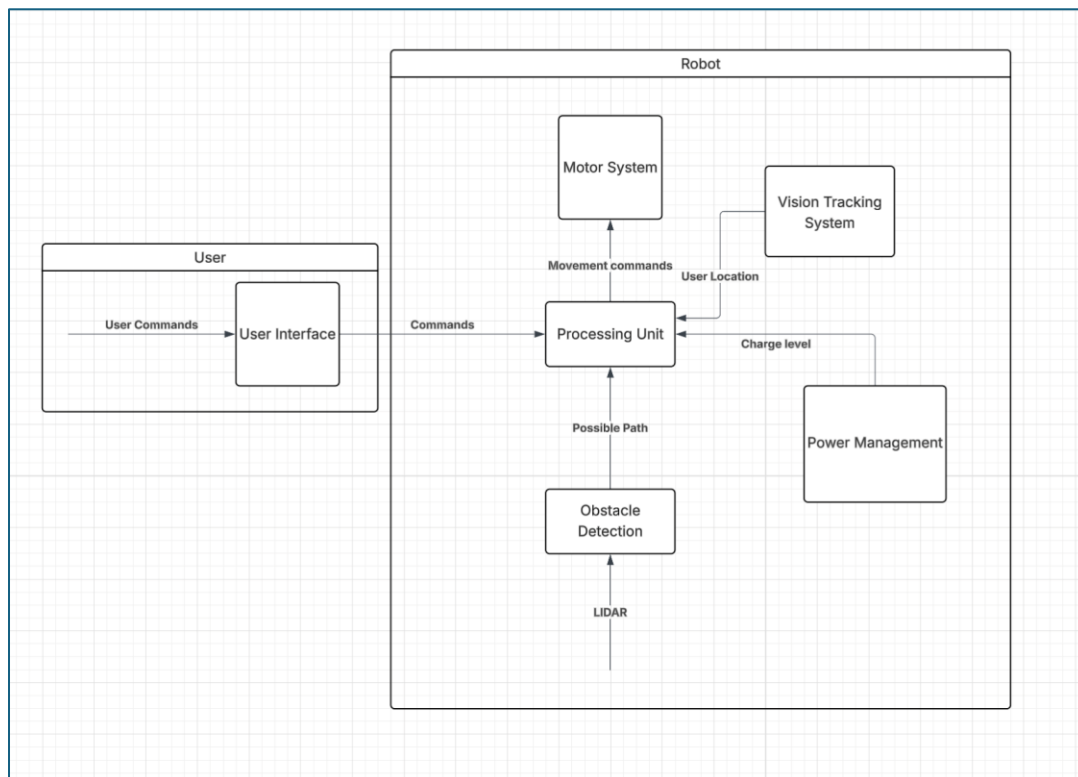 Robot
Motor System
Vision Tracking
System
User
Movement commands
User Location
User Commands
User Interface
Commands
Processing Unit
Charge level
Possible Path
Power Management
Obstacle
Detection
LIDAR